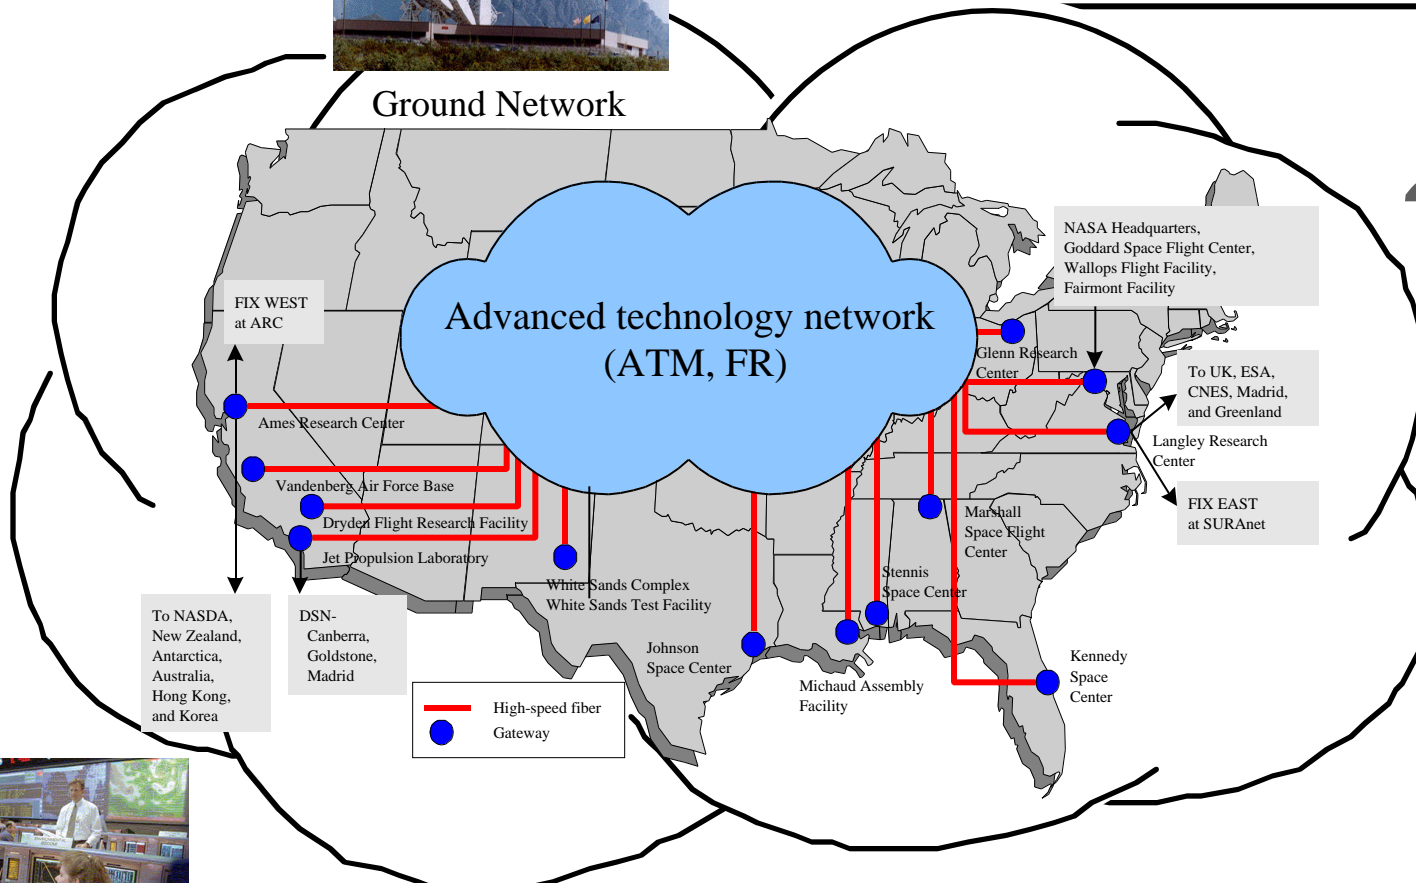 Ground Network
NASA Headquarters,
Goddard Space Flight Center,
Wallops Flight Facility,
Fairmont Facility
FIX WEST
at ARC
Advanced technology network
(ATM, FR)
Glenn Research
Center
To UK, ESA,
CNES, Madrid,
and Greenland
Ames Research Center
Langley Research
Center
Vandenberg Air Force Base
FIX EAST
at SURAnet
Dryden Flight Research Facility
Marshall
Space Flight
Center
Jet Propulsion Laboratory
Stennis
Space Center
White Sands Complex
White Sands Test Facility
To NASDA,
New Zealand,
Antarctica,
Australia,
Hong Kong,
and Korea
DSN-
Canberra,
Goldstone,
Madrid
Johnson
Space Center
Kennedy
Space
Center
Michaud Assembly
Facility
High-speed fiber
Gateway